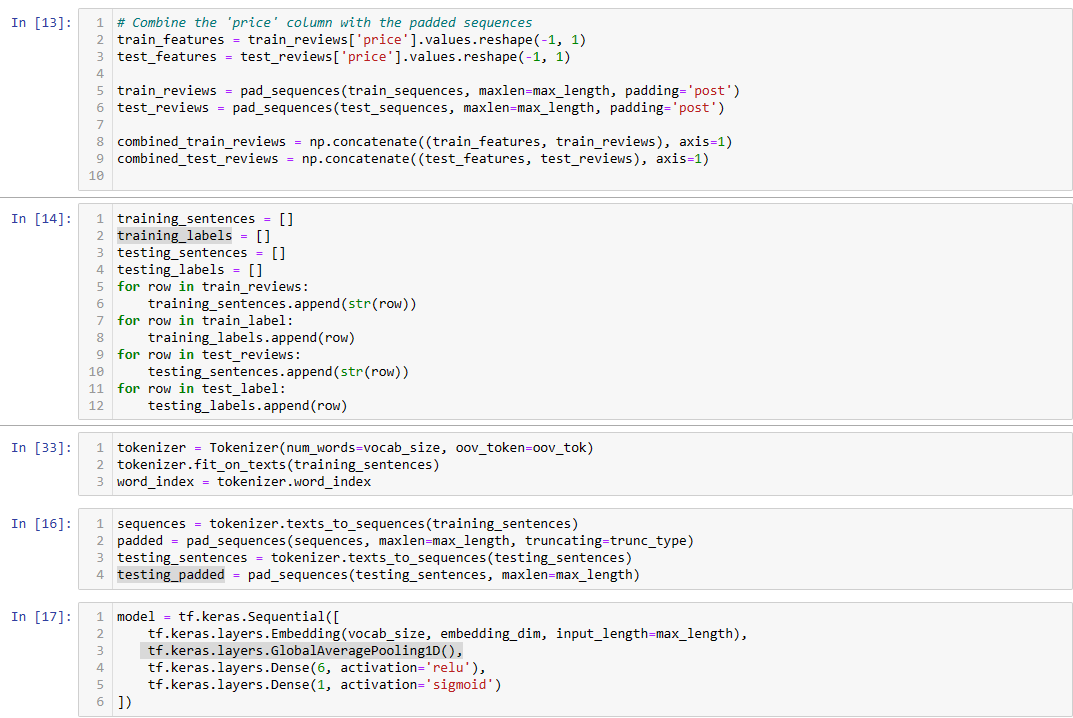 In [13]:
1 # Combine the 'price' column with the padded sequences
2 train_features = train_reviews['price'].values.reshape(-1, 1)
3 test_features = test_reviews['price'].values.reshape(-1, 1)
4
5 train_reviews = pad_sequences(train_sequences, maxlen=max_length, padding='post')
6 test_reviews = pad_sequences(test_sequences, maxlen=max_length, padding='post')
7
8 combined_train_reviews = np.concatenate((train_features, train_reviews), axis=1)
9 combined_test_reviews = np.concatenate((test_features, test_reviews), axis=1)
10
In [14]:
1 training_sentences = []
2 training_labels = []
3 testing_sentences = []
4 testing_labels = []
5 for row in train_reviews:
6     training_sentences.append(str(row))
7 for row in train_label:
8     training_labels.append(row)
9 for row in test_reviews:
10     testing_sentences.append(str(row))
11 for row in test_label:
12     testing_labels.append(row)
In [33]:
1 tokenizer = Tokenizer(num_words=vocab_size, oov_token=oov_tok)
2 tokenizer.fit_on_texts(training_sentences)
3 word_index = tokenizer.word_index
In [16]:
1 sequences = tokenizer.texts_to_sequences(training_sentences)
2 padded = pad_sequences(sequences, maxlen=max_length, truncating=trunc_type)
3 testing_sentences = tokenizer.texts_to_sequences(testing_sentences)
4 testing_padded = pad_sequences(testing_sentences, maxlen=max_length)
In [17]:
1 model = tf.keras.Sequential([
2     tf.keras.layers.Embedding(vocab_size, embedding_dim, input_length=max_length),
3     tf.keras.layers.GlobalAveragePooling1D(),
4     tf.keras.layers.Dense(6, activation='relu'),
5     tf.keras.layers.Dense(1, activation='sigmoid')
6 ])